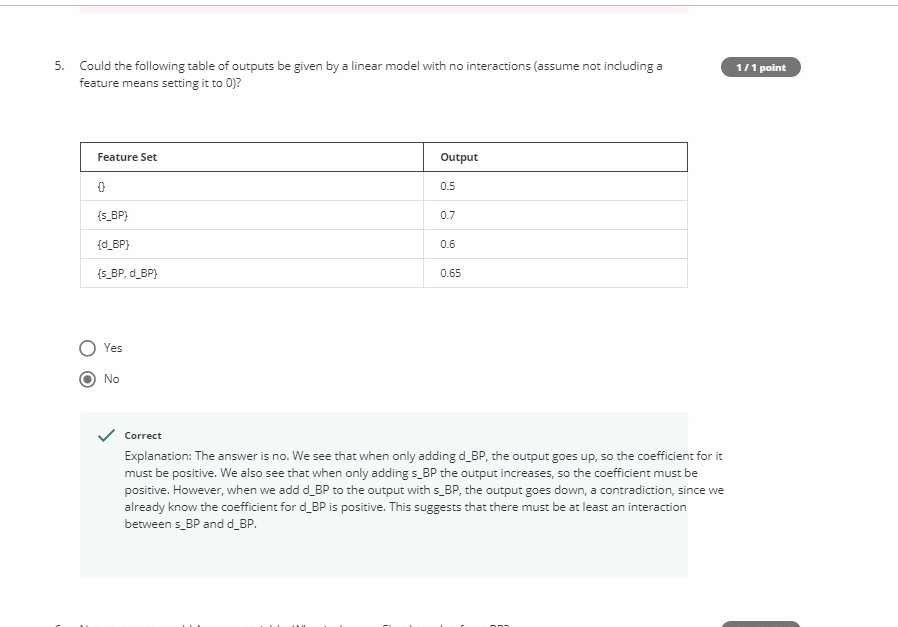 5. Could the following table of outputs be given by a linear model with no interactions (assume not including a
1 / 1 point
feature means setting it to 0)?
Feature Set Output
{} 0.5
{s_BP} 0.7
{d_BP} 0.6
{s_BP, d_BP} 0.65
Yes
No
Correct
Explanation: The answer is no. We see that when only adding d_BP, the output goes up, so the coefficient for it
must be positive. We also see that when only adding s_BP the output increases, so the coefficient must be
positive. However, when we add d_BP to the output with s_BP, the output goes down, a contradiction, since we
already know the coefficient for d_BP is positive. This suggests that there must be at least an interaction
between s_BP and d_BP.